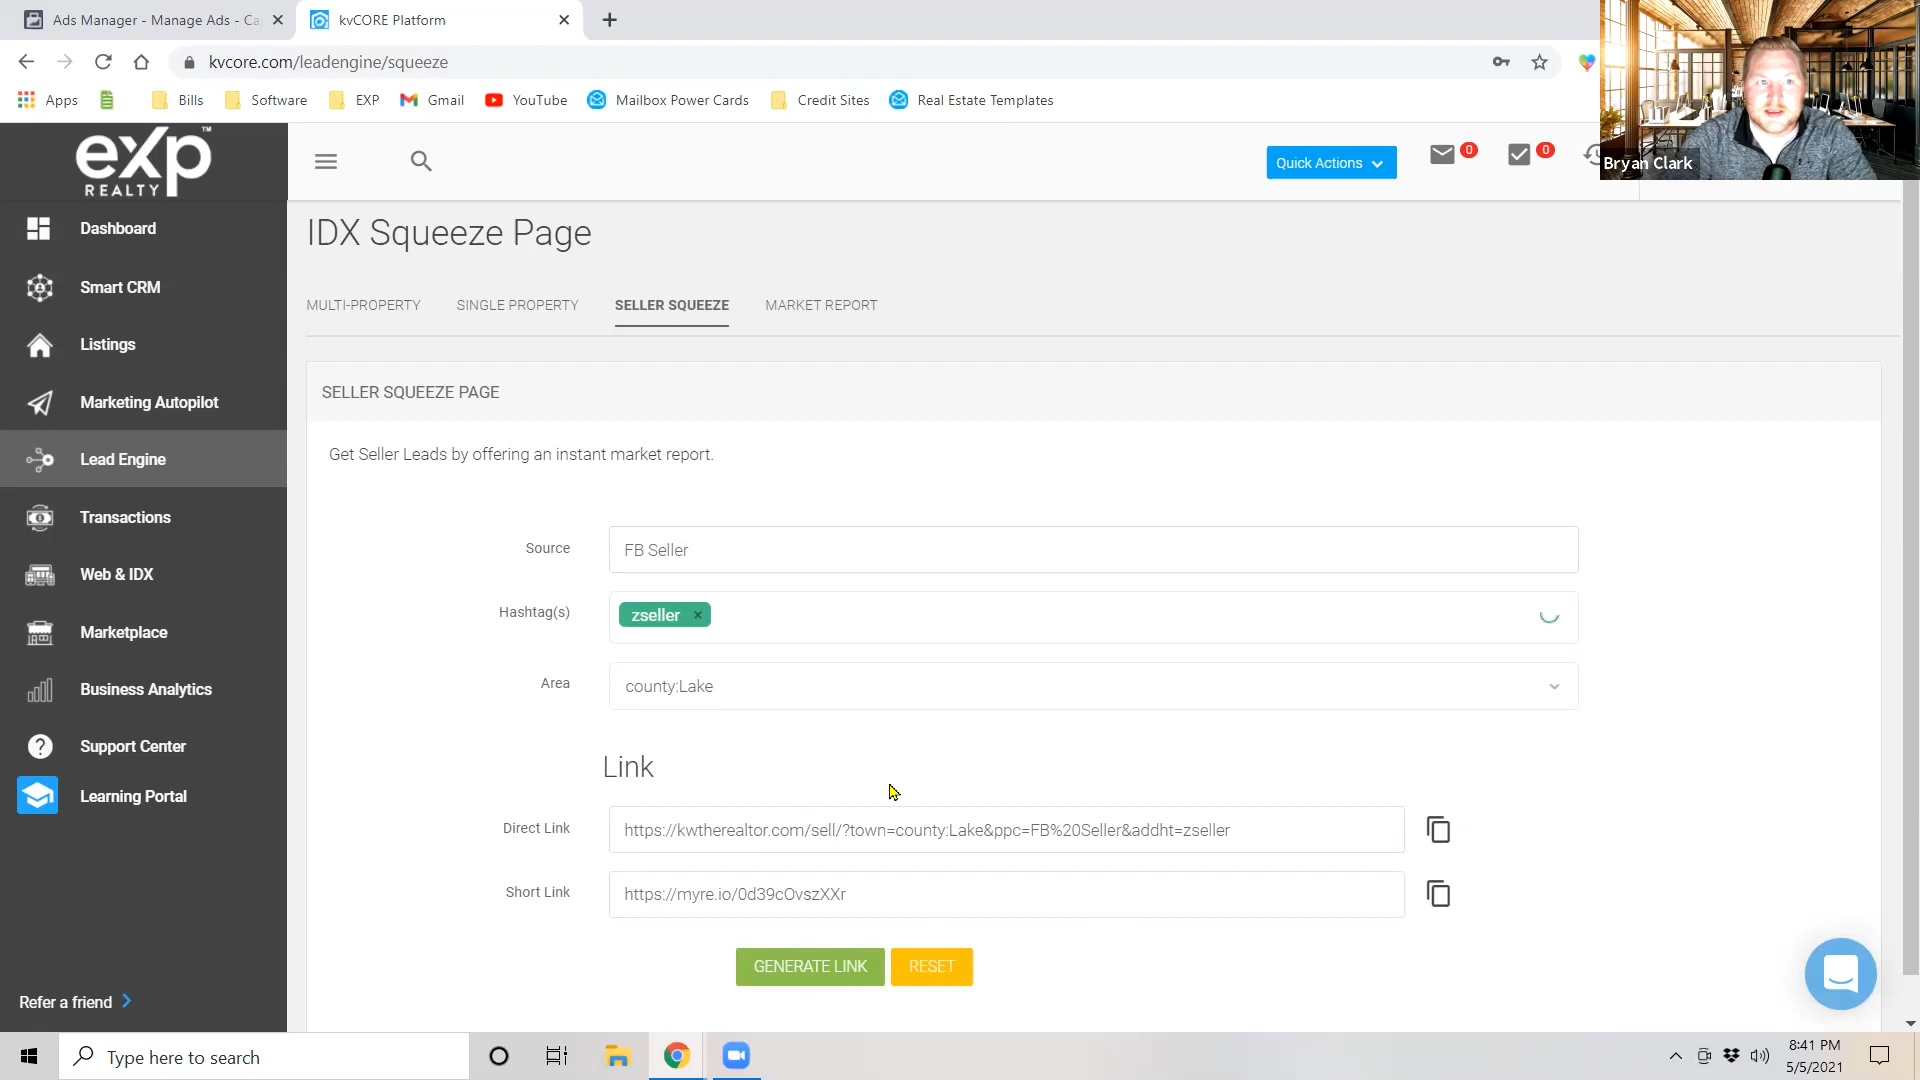 Ads Manager - Manage Ads - Ca
kvCORE Platform
kvcore.com/leadengine/squeeze
Apps
Bills
Software
EXP
Gmail
YouTube
Mailbox Power Cards
Credit Sites
Real Estate Templates
Bryan Clark
exp™
REALTY
Quick Actions
0
0
Dashboard
Smart CRM
Listings
Marketing Autopilot
Lead Engine
Transactions
Web & IDX
Marketplace
Business Analytics
Support Center
Learning Portal
Refer a friend
IDX Squeeze Page
MULTI-PROPERTY
SINGLE PROPERTY
SELLER SQUEEZE
MARKET REPORT
SELLER SQUEEZE PAGE
Get Seller Leads by offering an instant market report.
Source
FB Seller
Hashtag(s)
zseller ×
Area
county:Lake
Link
Direct Link
https://kwtherealtor.com/sell/?town=county:Lake&ppc=FB%20Seller&addht=zseller
Short Link
https://myre.io/0d39cOvszXXr
GENERATE LINK
RESET
Type here to search
8:41 PM
5/5/2021